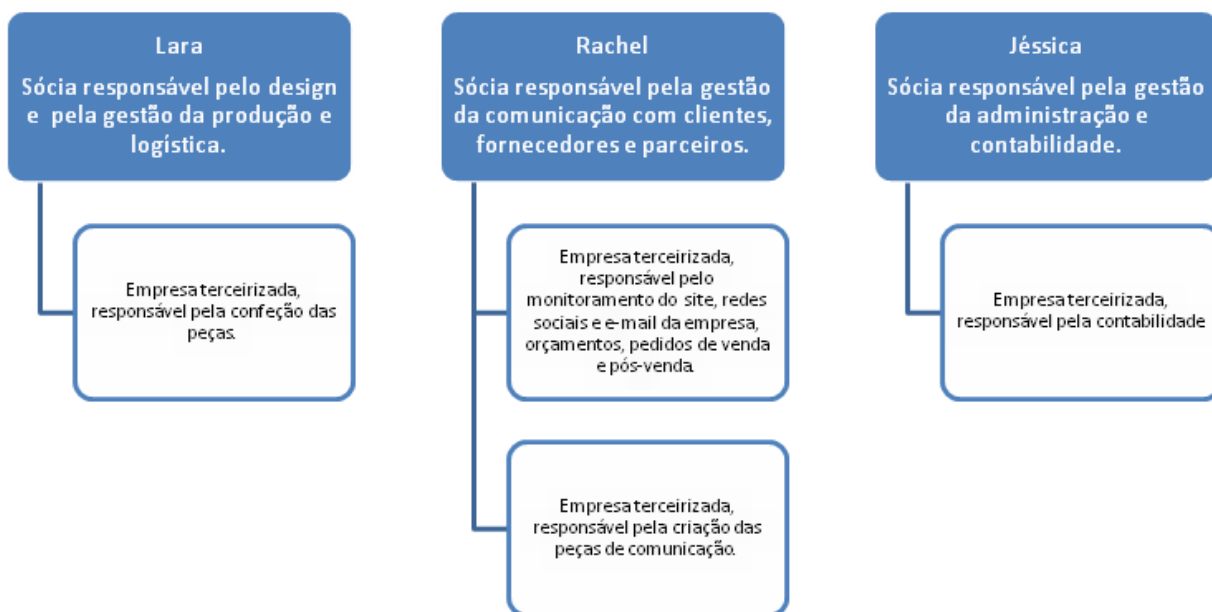 Lara
Sócia responsável pelo design
e pela gestão da produção e
logística.
Empresa terceirizada,
responsável pela confeção das
peças.
Rachel
Sócia responsável pela gestão
da comunicação com clientes,
fornecedores e parceiros.
Empresa terceirizada,
responsável pelo
monitoramento do site, redes
sociais e e-mail da empresa,
orçamentos, pedidos de venda
e pós-venda.
Empresa terceirizada,
responsável pela criação das
peças de comunicação.
Jéssica
Sócia responsável pela gestão
da administração e
contabilidade.
Empresa terceirizada,
responsável pela contabilidade